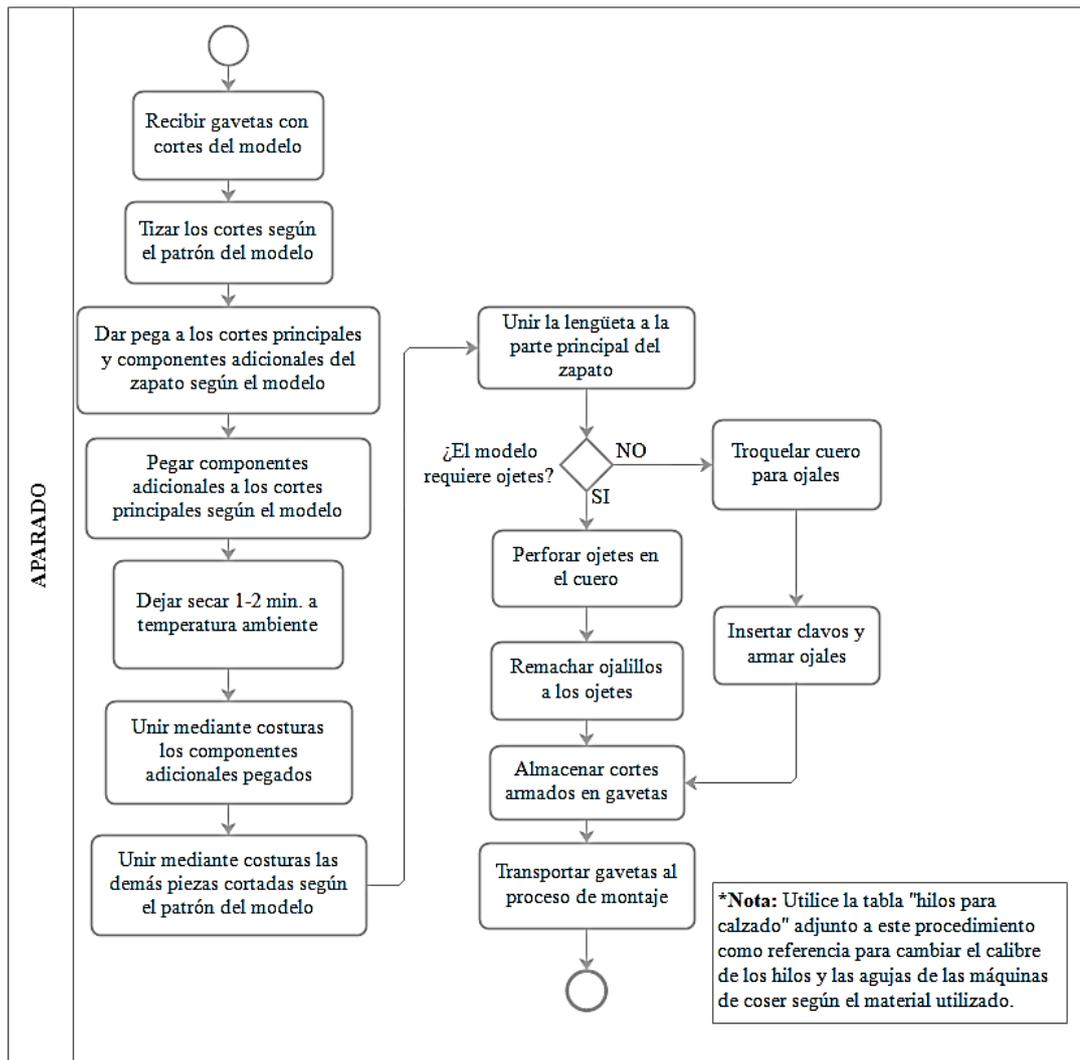 APARADO
Recibir gavetas con
cortes del modelo
Tizar los cortes según
el patrón del modelo
Dar pega a los cortes principales
y componentes adicionales del
zapato según el modelo
Pegar componentes
adicionales a los cortes
principales según el modelo
Dejar secar 1-2 min. a
temperatura ambiente
Unir mediante costuras
los componentes
adicionales pegados
Unir mediante costuras las
demás piezas cortadas según
el patrón del modelo
Unir la lengüeta a la
parte principal del
zapato
¿El modelo
requiere ojetes?
NO
SI
Troquelar cuero
para ojales
Insertar clavos y
armar ojales
Perforar ojetes en
el cuero
Remachar ojalillos
a los ojetes
Almacenar cortes
armados en gavetas
Transportar gavetas al
proceso de montaje
*Nota: Utilice la tabla "hilos para
calzado" adjunto a este procedimiento
como referencia para cambiar el calibre
de los hilos y las agujas de las máquinas
de coser según el material utilizado.